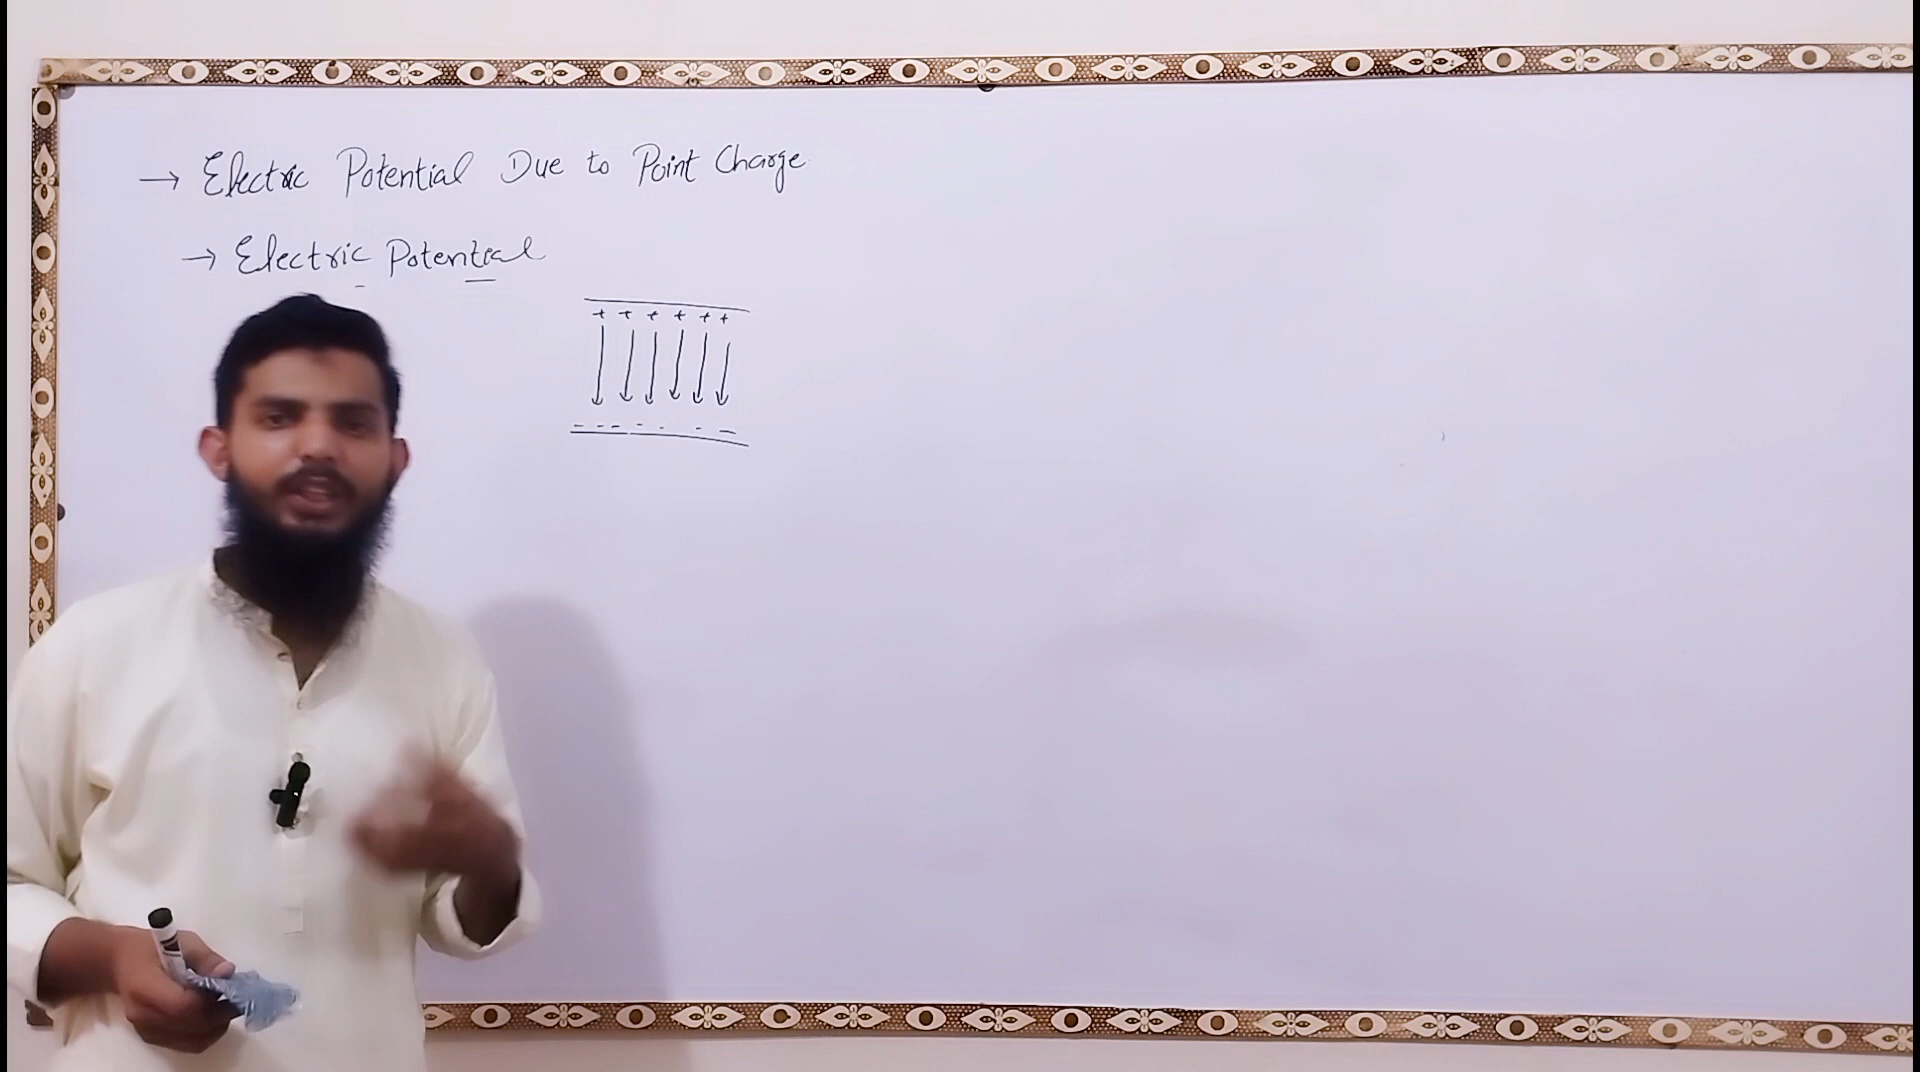 → Electric Potential Due to Point Charge
→ Electric Potential
+ + + + + +
- - - - - - -